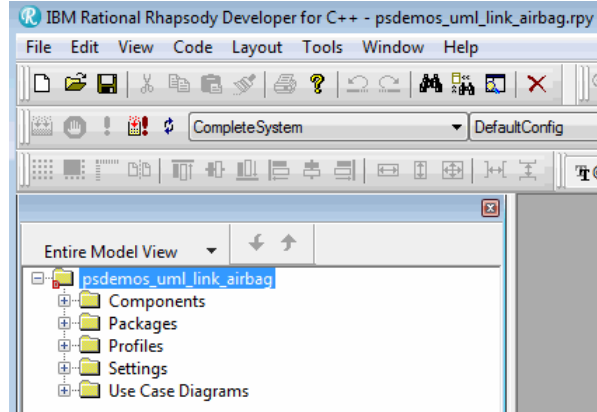 IBM Rational Rhapsody Developer for C++ - psdemos_uml_link_airbag.rpy
File Edit View Code Layout Tools Window Help
CompleteSystem DefaultConfig
Entire Model View
psdemos_uml_link_airbag
Components
Packages
Profiles
Settings
Use Case Diagrams